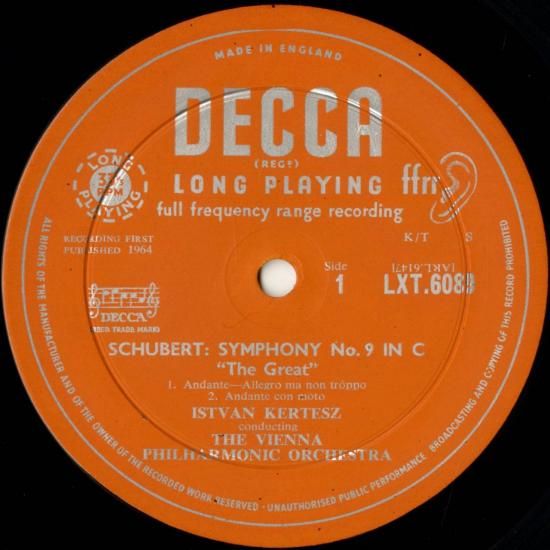 MADE IN ENGLAND
DECCA
(REGD)
LONG PLAYING
ffrr
full frequency range recording
LONG 33⅓ RPM PLAYING
RECORDING FIRST
PUBLISHED 1964
K/T S
Side
1
[ARL.6147]
LXT.6089
DECCA
TRADE MARK
SCHUBERT: SYMPHONY No. 9 IN C
"The Great"
1. Andante—Allegro ma non tróppo
2. Andante con moto
ISTVAN KERTESZ
conducting
THE VIENNA
PHILHARMONIC ORCHESTRA
ALL RIGHTS OF THE MANUFACTURER AND OF THE OWNER OF THE RECORDED WORK RESERVED · UNAUTHORISED PUBLIC PERFORMANCE BROADCASTING AND COPYING OF THIS RECORD PROHIBITED